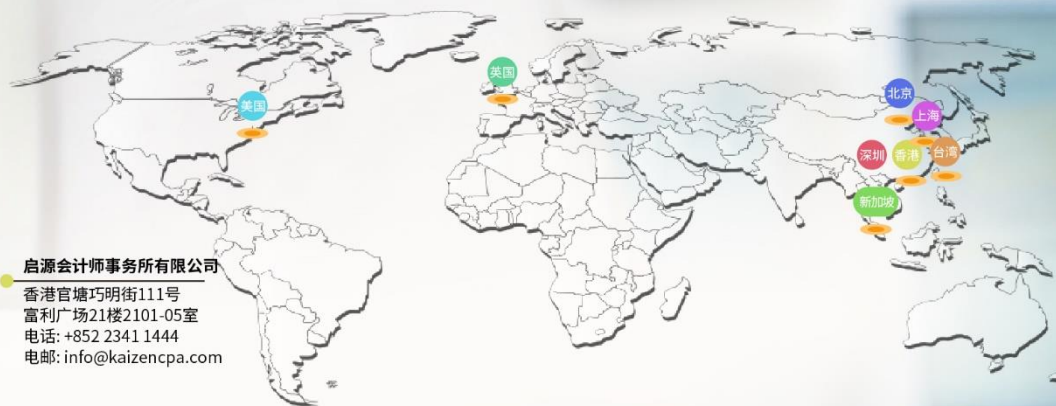 美国
英国
北京
上海
深圳
香港
台湾
新加坡
启源会计师事务所有限公司
香港官塘巧明街111号
富利广场21楼2101-05室
电话: +852 2341 1444
电邮: info@kaizencpa.com